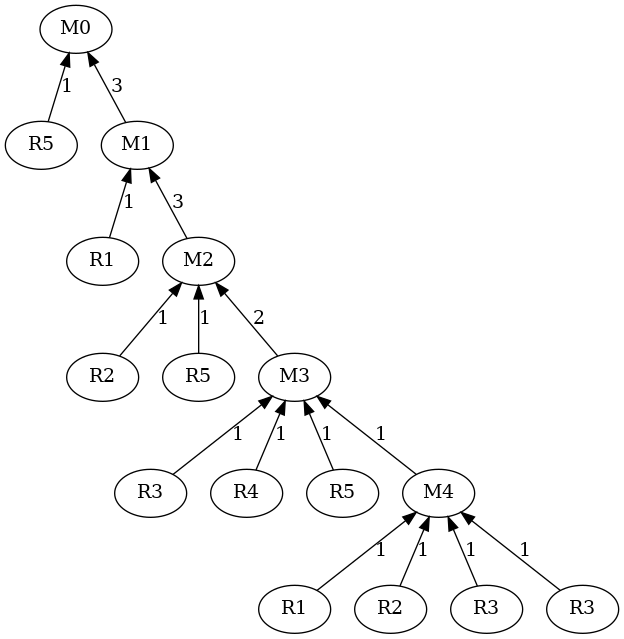 M0
1 3
R5 M1
1 3
R1 M2
1 1 2
R2 R5 M3
1 1 1 1
R3 R4 R5 M4
1 1 1 1
R1 R2 R3 R3